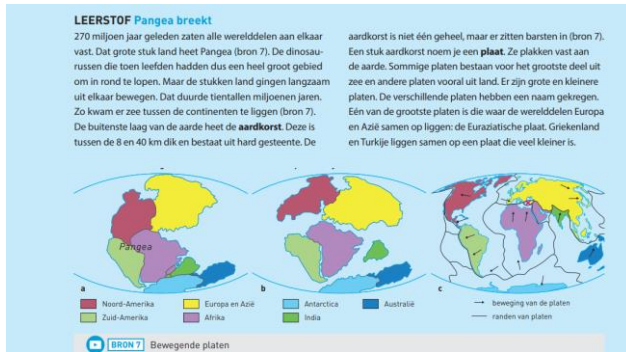 LEERSTOF Pangea breekt
270 miljoen jaar geleden zaten alle werelddelen aan elkaar
vast. Dat grote stuk land heet Pangea (bron 7). De dinosau-
russen die toen leefden hadden dus een heel groot gebied
om in rond te lopen. Maar de stukken land gingen langzaam
uit elkaar bewegen. Dat duurde tientallen miljoenen jaren.
Zo kwam er zee tussen de continenten te liggen (bron 7).
De buitenste laag van de aarde heet de aardkorst. Deze is
tussen de 8 en 40 km dik en bestaat uit hard gesteente. De
aardkorst is niet één geheel, maar er zitten barsten in (bron 7).
Een stuk aardkorst noem je een plaat. Ze plakken vast aan
de aarde. Sommige platen bestaan voor het grootste deel uit
zee en andere platen vooral uit land. Er zijn grote en kleinere
platen. De verschillende platen hebben een naam gekregen.
Eén van de grootste platen is die waar de werelddelen Europa
en Azië samen op liggen: de Euraziatische plaat. Griekenland
en Turkije liggen samen op een plaat die veel kleiner is.
Pangea
a
b
c
Noord-Amerika
Europa en Azië
Antarctica
Australië
Zuid-Amerika
Afrika
India
beweging van de platen
randen van platen
BRON 7 Bewegende platen